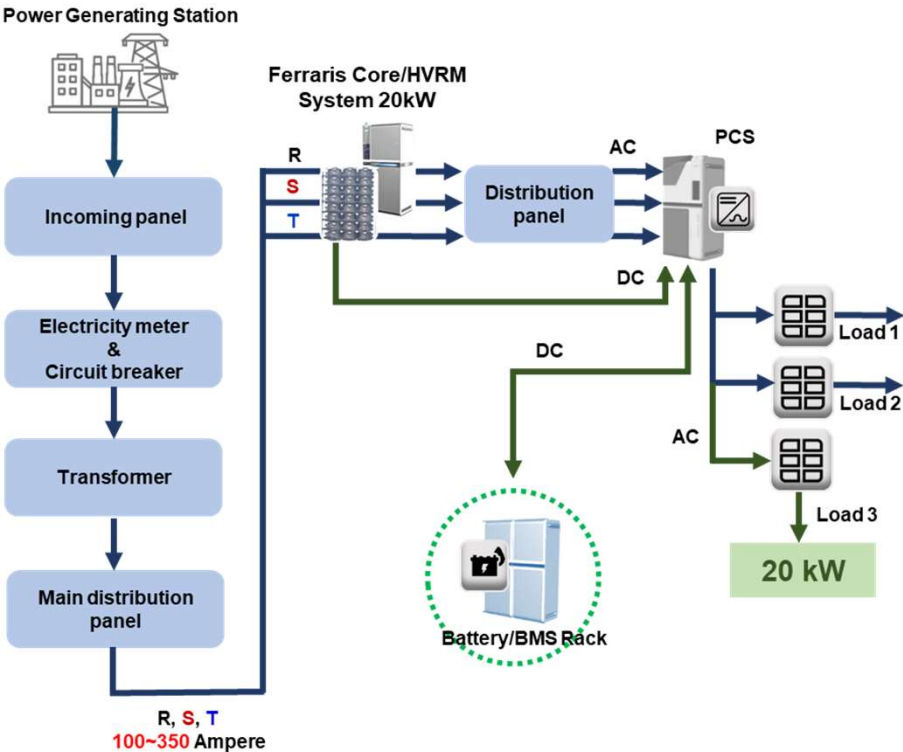 Power Generating Station
Incoming panel
Electricity meter
&
Circuit breaker
Transformer
Main distribution
panel
R, S, T
100~350 Ampere
Ferraris Core/HVRM
System 20kW
R
S
T
Distribution
panel
AC
PCS
DC
DC
Battery/BMS Rack
AC
Load 1
Load 2
Load 3
20 kW